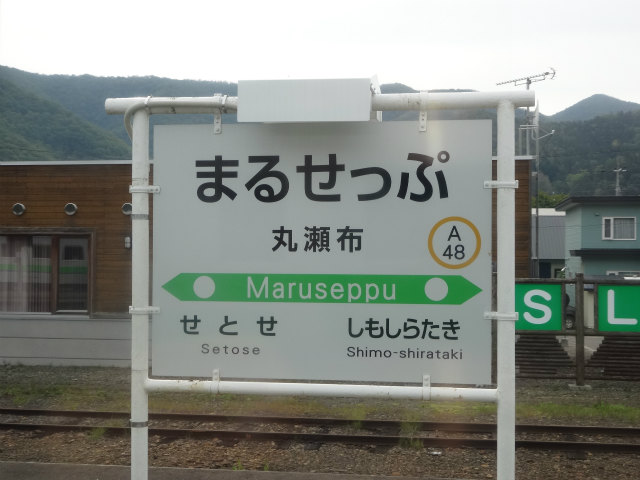 まるせっぷ
丸瀬布
A
48
Maruseppu
せとせ
Setose
しもしらたき
Shimo-shirataki
S L